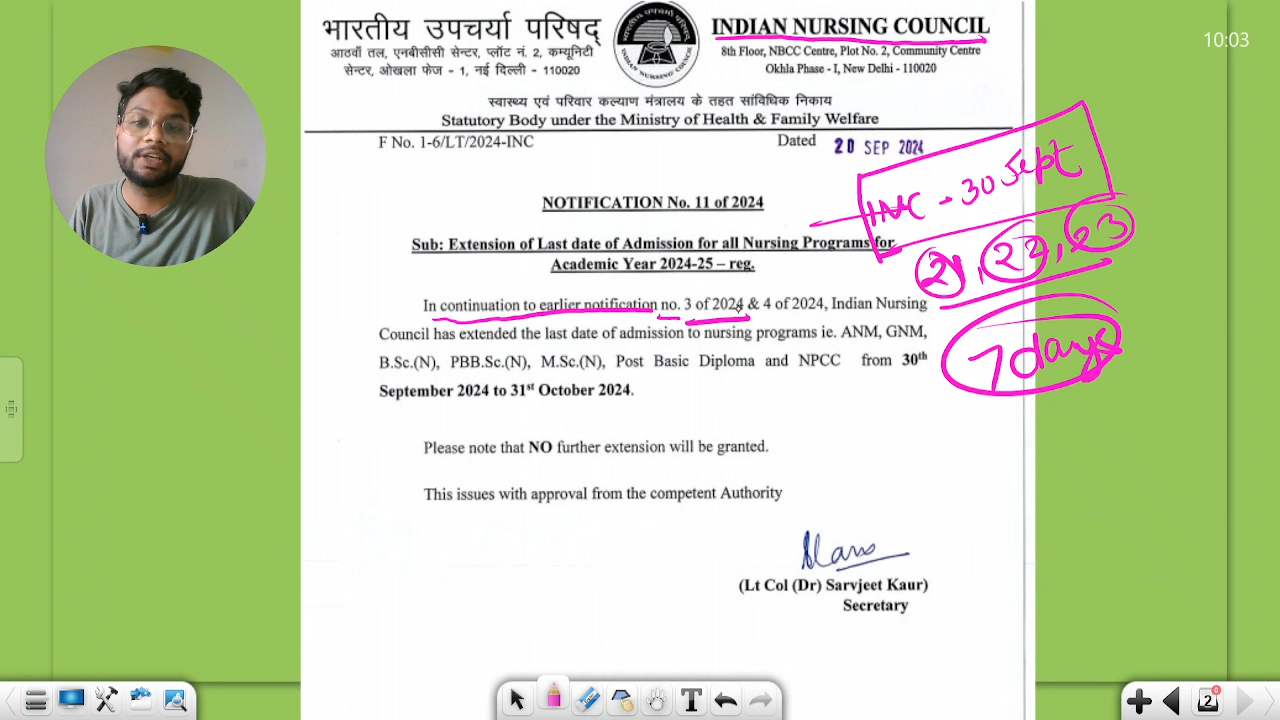 भारतीय उपचर्या परिषद्
आठवाँ तल, एनबीसीसी सेन्टर, प्लॉट नं. 2, कम्यूनिटी
सेन्टर, ओखला फेज - 1, नई दिल्ली - 110020
INDIAN NURSING COUNCIL
8th Floor, NBCC Centre, Plot No. 2, Community Centre
Okhla Phase - I, New Delhi - 110020
स्वास्थ्य एवं परिवार कल्याण मंत्रालय के तहत सांविधिक निकाय
Statutory Body under the Ministry of Health & Family Welfare
F No. 1-6/LT/2024-INC
Dated 20 SEP 2024
NOTIFICATION No. 11 of 2024
Sub: Extension of Last date of Admission for all Nursing Programs for
Academic Year 2024-25 – reg.
In continuation to earlier notification no. 3 of 2024 & 4 of 2024, Indian Nursing
Council has extended the last date of admission to nursing programs ie. ANM, GNM,
B.Sc.(N), PBB.Sc.(N), M.Sc.(N), Post Basic Diploma and NPCC from 30th
September 2024 to 31st October 2024.
Please note that NO further extension will be granted.
This issues with approval from the competent Authority
(Lt Col (Dr) Sarvjeet Kaur)
Secretary
10:03
INC - 30 Sept
21, 22, 23
7 days
T
2